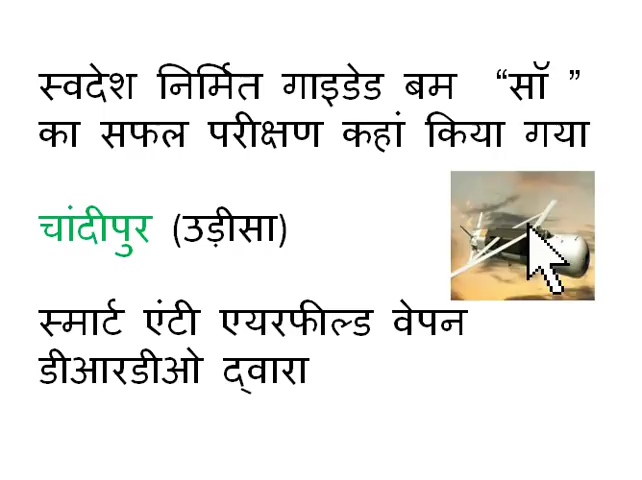 स्वदेश निर्मित गाइडेड बम “सॉ ”
का सफल परीक्षण कहां किया गया
चांदीपुर (उड़ीसा)
स्मार्ट एंटी एयरफील्ड वेपन
डीआरडीओ द्वारा